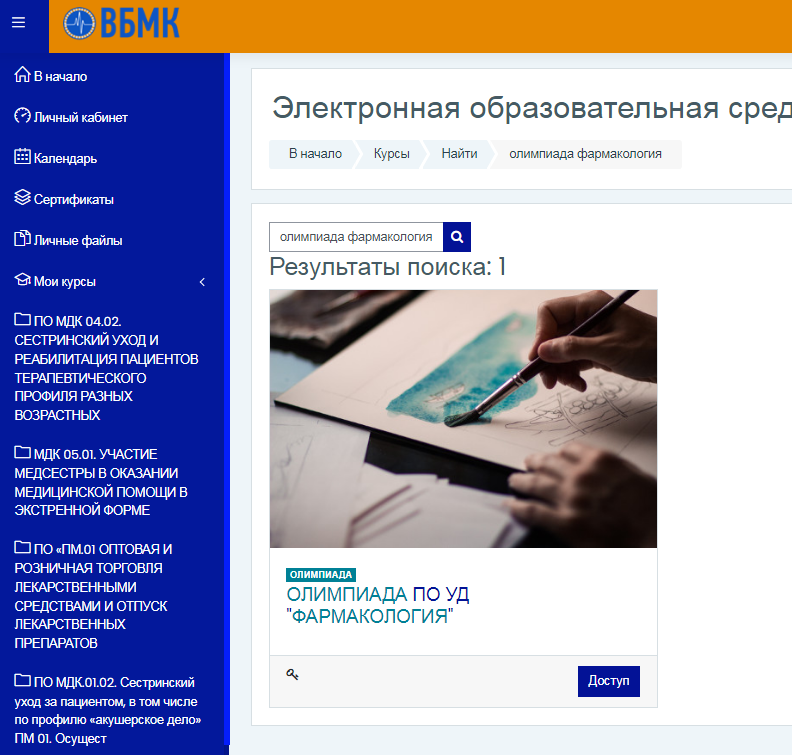 ВБМК
В начало
Личный кабинет
Календарь
Сертификаты
Личные файлы
Мои курсы
ПО МДК 04.02.
СЕСТРИНСКИЙ УХОД И
РЕАБИЛИТАЦИЯ ПАЦИЕНТОВ
ТЕРАПЕВТИЧЕСКОГО
ПРОФИЛЯ РАЗНЫХ
ВОЗРАСТНЫХ
МДК 05.01. УЧАСТИЕ
МЕДСЕСТРЫ В ОКАЗАНИИ
МЕДИЦИНСКОЙ ПОМОЩИ В
ЭКСТРЕННОЙ ФОРМЕ
ПО «ПМ.01 ОПТОВАЯ И
РОЗНИЧНАЯ ТОРГОВЛЯ
ЛЕКАРСТВЕННЫМИ
СРЕДСТВАМИ И ОТПУСК
ЛЕКАРСТВЕННЫХ
ПРЕПАРАТОВ
ПО МДК.01.02. Сестринский
уход за пациентом, в том числе
по профилю «акушерское дело»
ПМ 01. Осущест
Электронная образовательная сред
В начало Курсы Найти олимпиада фармакология
олимпиада фармакология
Результаты поиска: 1
ОЛИМПИАДА
ОЛИМПИАДА ПО УД
"ФАРМАКОЛОГИЯ"
Доступ